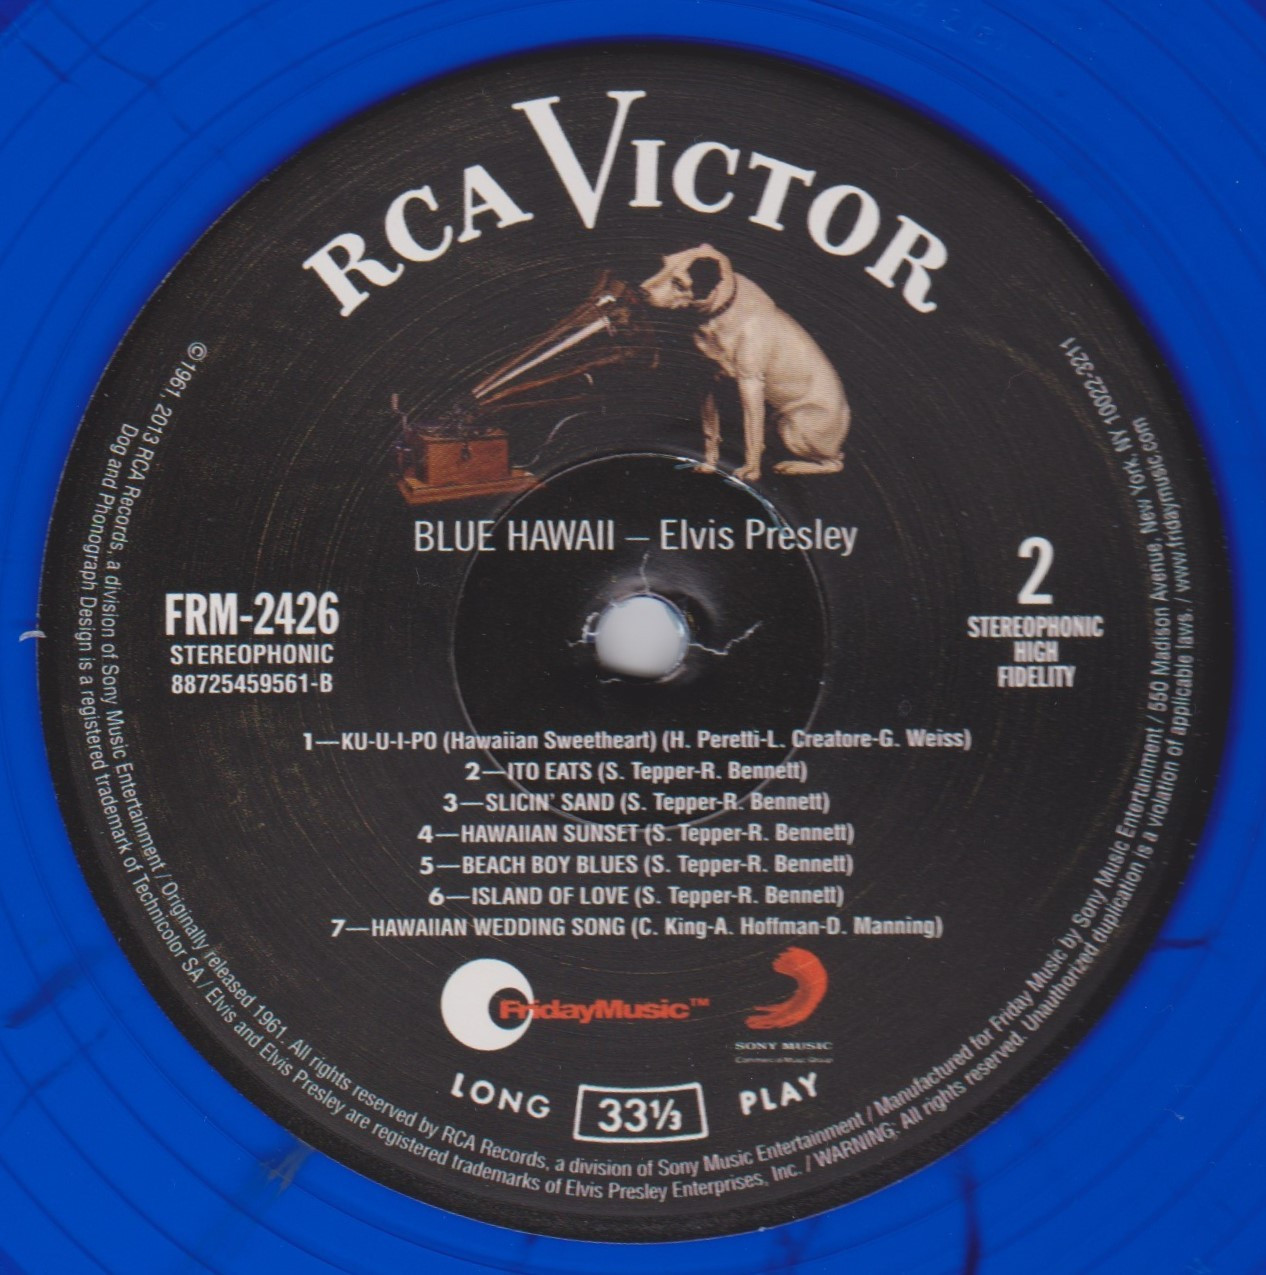 RCA VICTOR
BLUE HAWAII – Elvis Presley
FRM-2426
STEREOPHONIC
88725459561-B
2
STEREOPHONIC
HIGH
FIDELITY
1—KU-U-I-PO (Hawaiian Sweetheart) (H. Peretti-L. Creatore-G. Weiss)
2—ITO EATS (S. Tepper-R. Bennett)
3—SLICIN' SAND (S. Tepper-R. Bennett)
4—HAWAIIAN SUNSET (S. Tepper-R. Bennett)
5—BEACH BOY BLUES (S. Tepper-R. Bennett)
6—ISLAND OF LOVE (S. Tepper-R. Bennett)
7—HAWAIIAN WEDDING SONG (C. King-A. Hoffman-D. Manning)
FridayMusic™
SONY MUSIC
Commercial Music Group
LONG 33⅓ PLAY
©1961, 2013 RCA Records, a division of Sony Music Entertainment / Originally released 1961. All rights reserved by RCA Records, a division of Sony Music Entertainment / Manufactured for Friday Music by Sony Music Entertainment / 550 Madison Avenue, New York, NY 10022-3211
Dog and Phonograph Design is a registered trademark of Technicolor SA / Elvis and Elvis Presley are registered trademarks of Elvis Presley Enterprises, Inc. / WARNING: All rights reserved. Unauthorized duplication is a violation of applicable laws. / www.fridaymusic.com